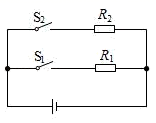 S₂ R₂
S₁ R₁